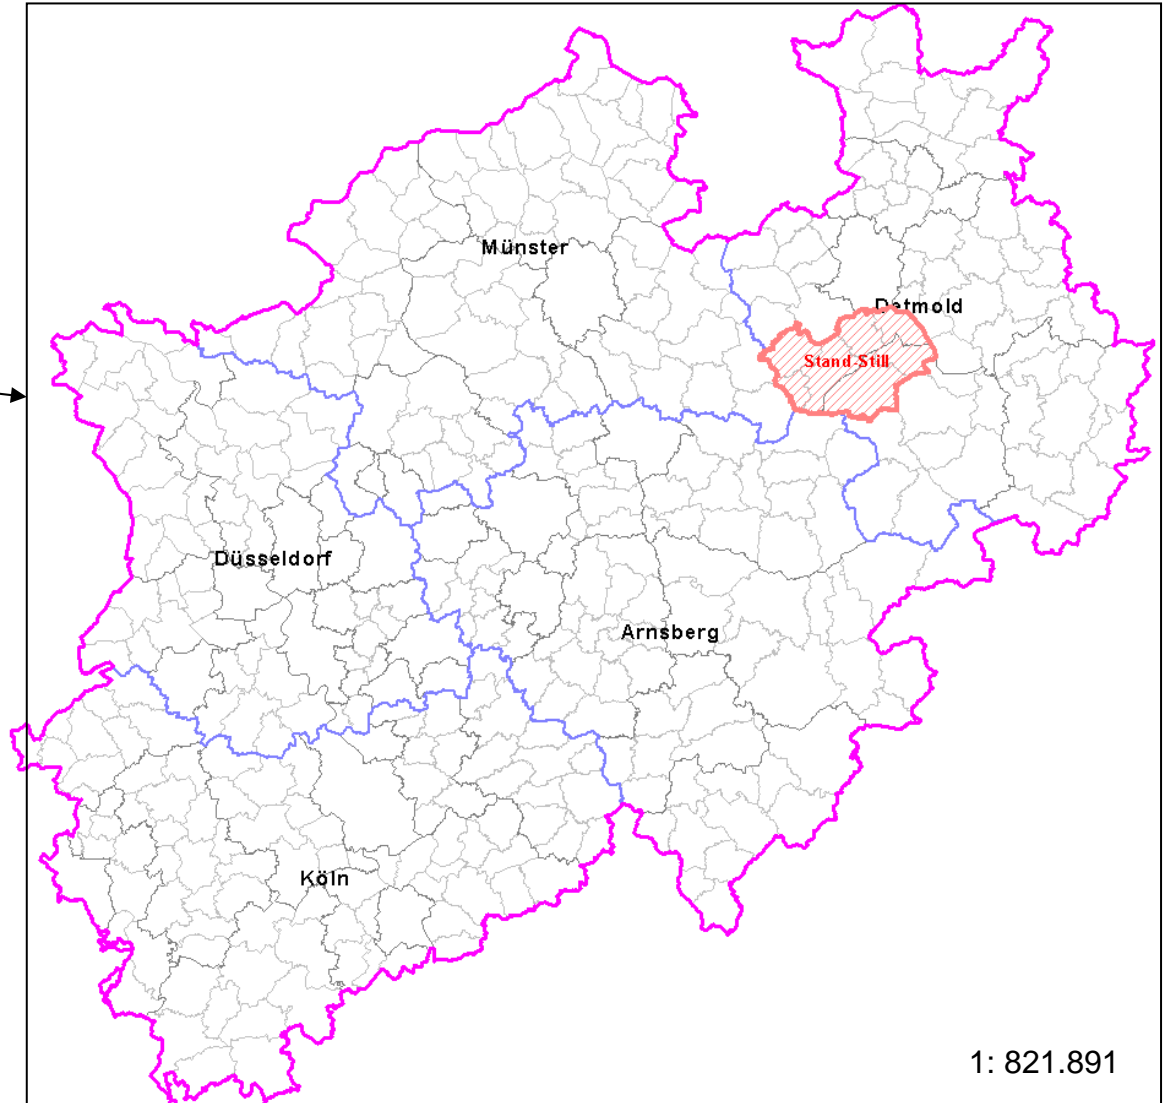 Münster
Detmold
Stand-Still
Düsseldorf
Arnsberg
Köln
1: 821.891